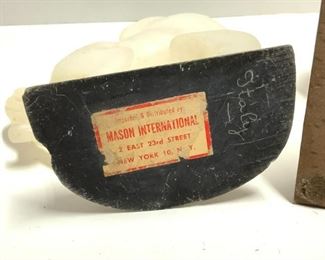 Imported & Distributed by:
MASON INTERNATIONAL
2 EAST 23rd STREET
NEW YORK 10, N.Y.
Italy